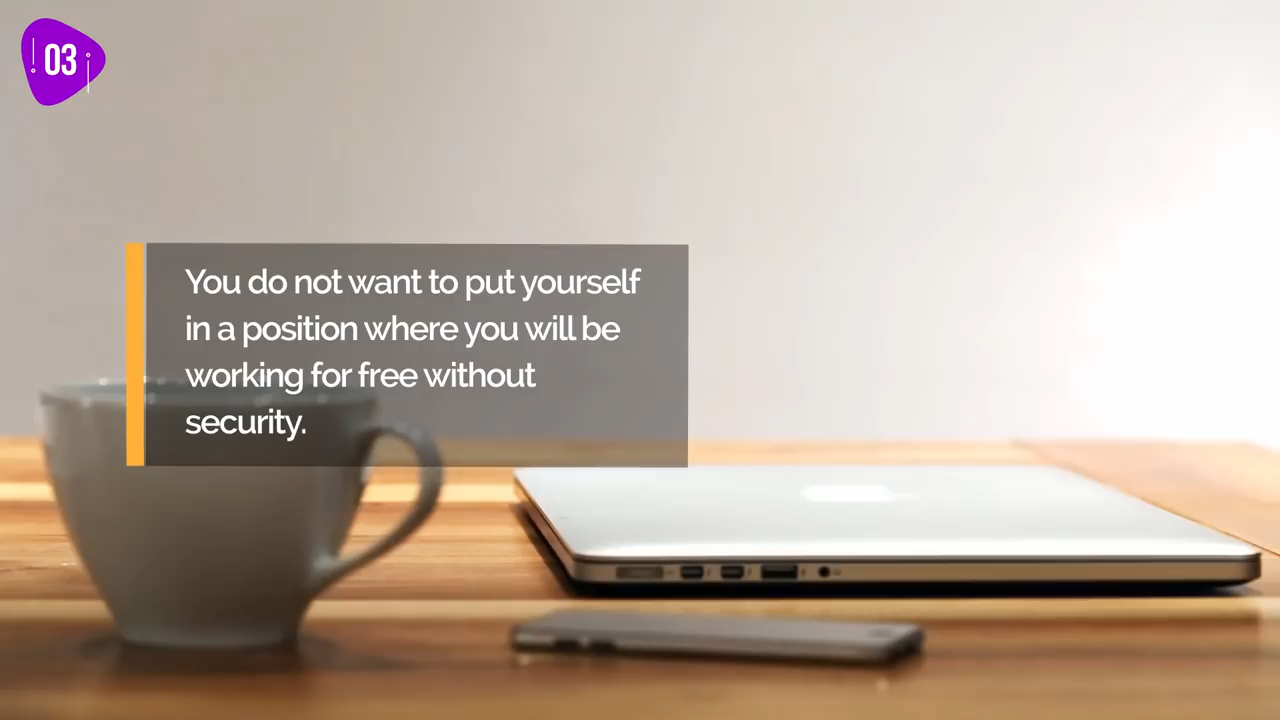 03
You do not want to put yourself
in a position where you will be
working for free without
security.